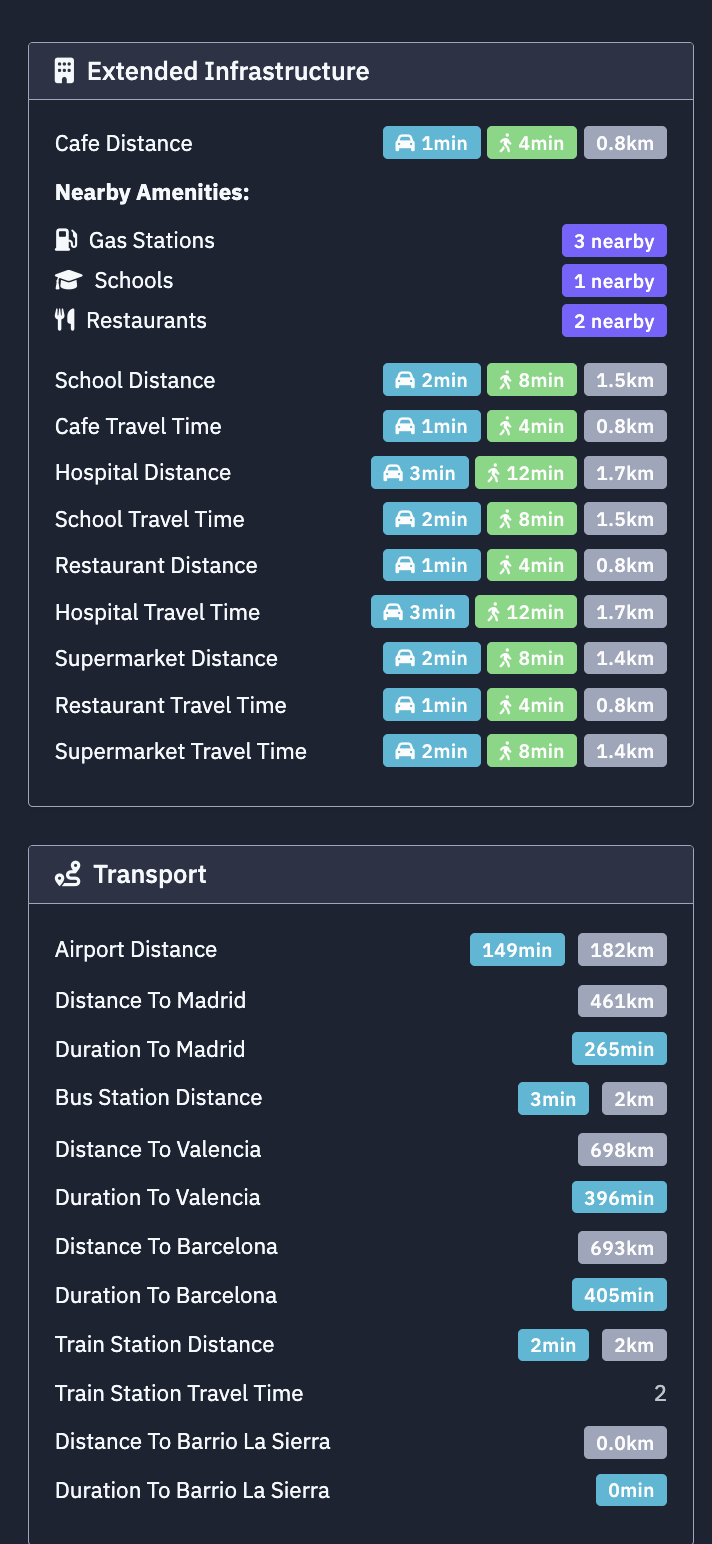 Extended Infrastructure
Cafe Distance 1min 4min 0.8km
Nearby Amenities:
Gas Stations 3 nearby
Schools 1 nearby
Restaurants 2 nearby
School Distance 2min 8min 1.5km
Cafe Travel Time 1min 4min 0.8km
Hospital Distance 3min 12min 1.7km
School Travel Time 2min 8min 1.5km
Restaurant Distance 1min 4min 0.8km
Hospital Travel Time 3min 12min 1.7km
Supermarket Distance 2min 8min 1.4km
Restaurant Travel Time 1min 4min 0.8km
Supermarket Travel Time 2min 8min 1.4km
Transport
Airport Distance 149min 182km
Distance To Madrid 461km
Duration To Madrid 265min
Bus Station Distance 3min 2km
Distance To Valencia 698km
Duration To Valencia 396min
Distance To Barcelona 693km
Duration To Barcelona 405min
Train Station Distance 2min 2km
Train Station Travel Time 2
Distance To Barrio La Sierra 0.0km
Duration To Barrio La Sierra 0min